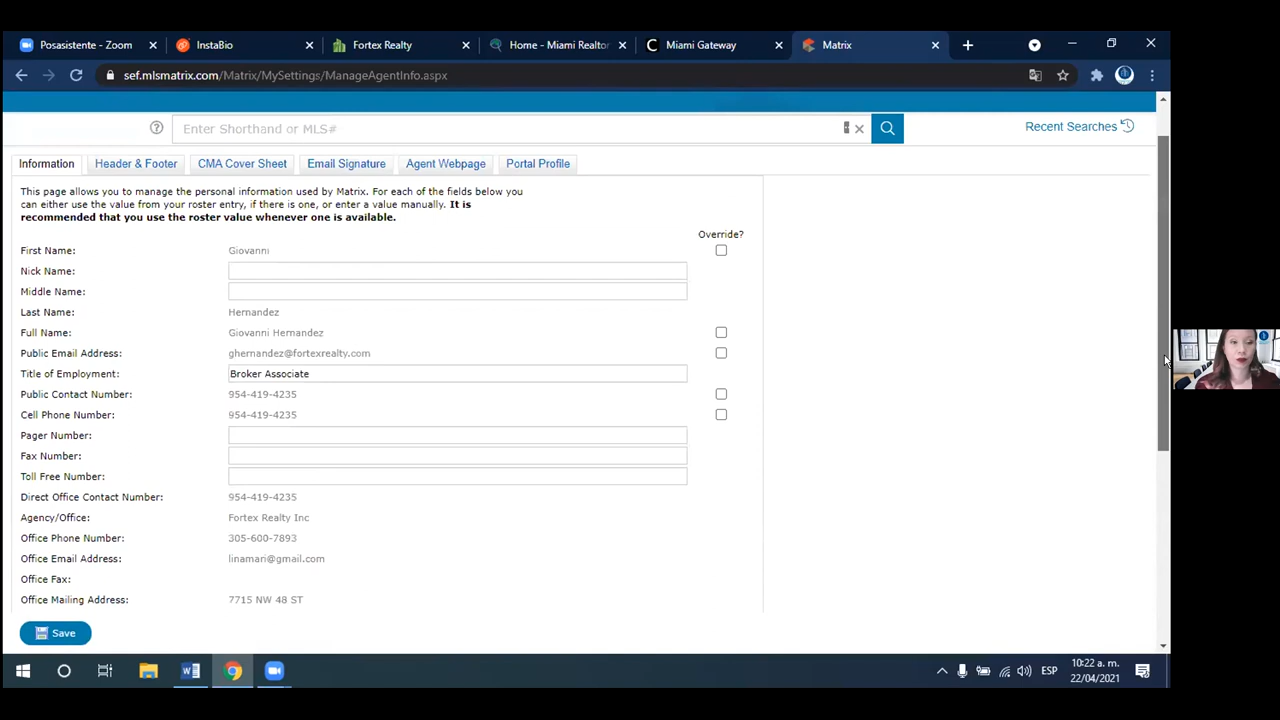 Posasistente - Zoom
InstaBio
Fortex Realty
Home - Miami Realtor
Miami Gateway
Matrix
sef.mlsmatrix.com/Matrix/MySettings/ManageAgentInfo.aspx
Enter Shorthand or MLS#
Recent Searches
Information
Header & Footer
CMA Cover Sheet
Email Signature
Agent Webpage
Portal Profile
This page allows you to manage the personal information used by Matrix. For each of the fields below you
can either use the value from your roster entry, if there is one, or enter a value manually. It is
recommended that you use the roster value whenever one is available.
Override?
First Name: Giovanni
Nick Name:
Middle Name:
Last Name: Hernandez
Full Name: Giovanni Hernandez
Public Email Address: ghernandez@fortexrealty.com
Title of Employment: Broker Associate
Public Contact Number: 954-419-4235
Cell Phone Number: 954-419-4235
Pager Number:
Fax Number:
Toll Free Number:
Direct Office Contact Number: 954-419-4235
Agency/Office: Fortex Realty Inc
Office Phone Number: 305-600-7893
Office Email Address: linamari@gmail.com
Office Fax:
Office Mailing Address: 7715 NW 48 ST
Save
ESP
10:22 a. m.
22/04/2021